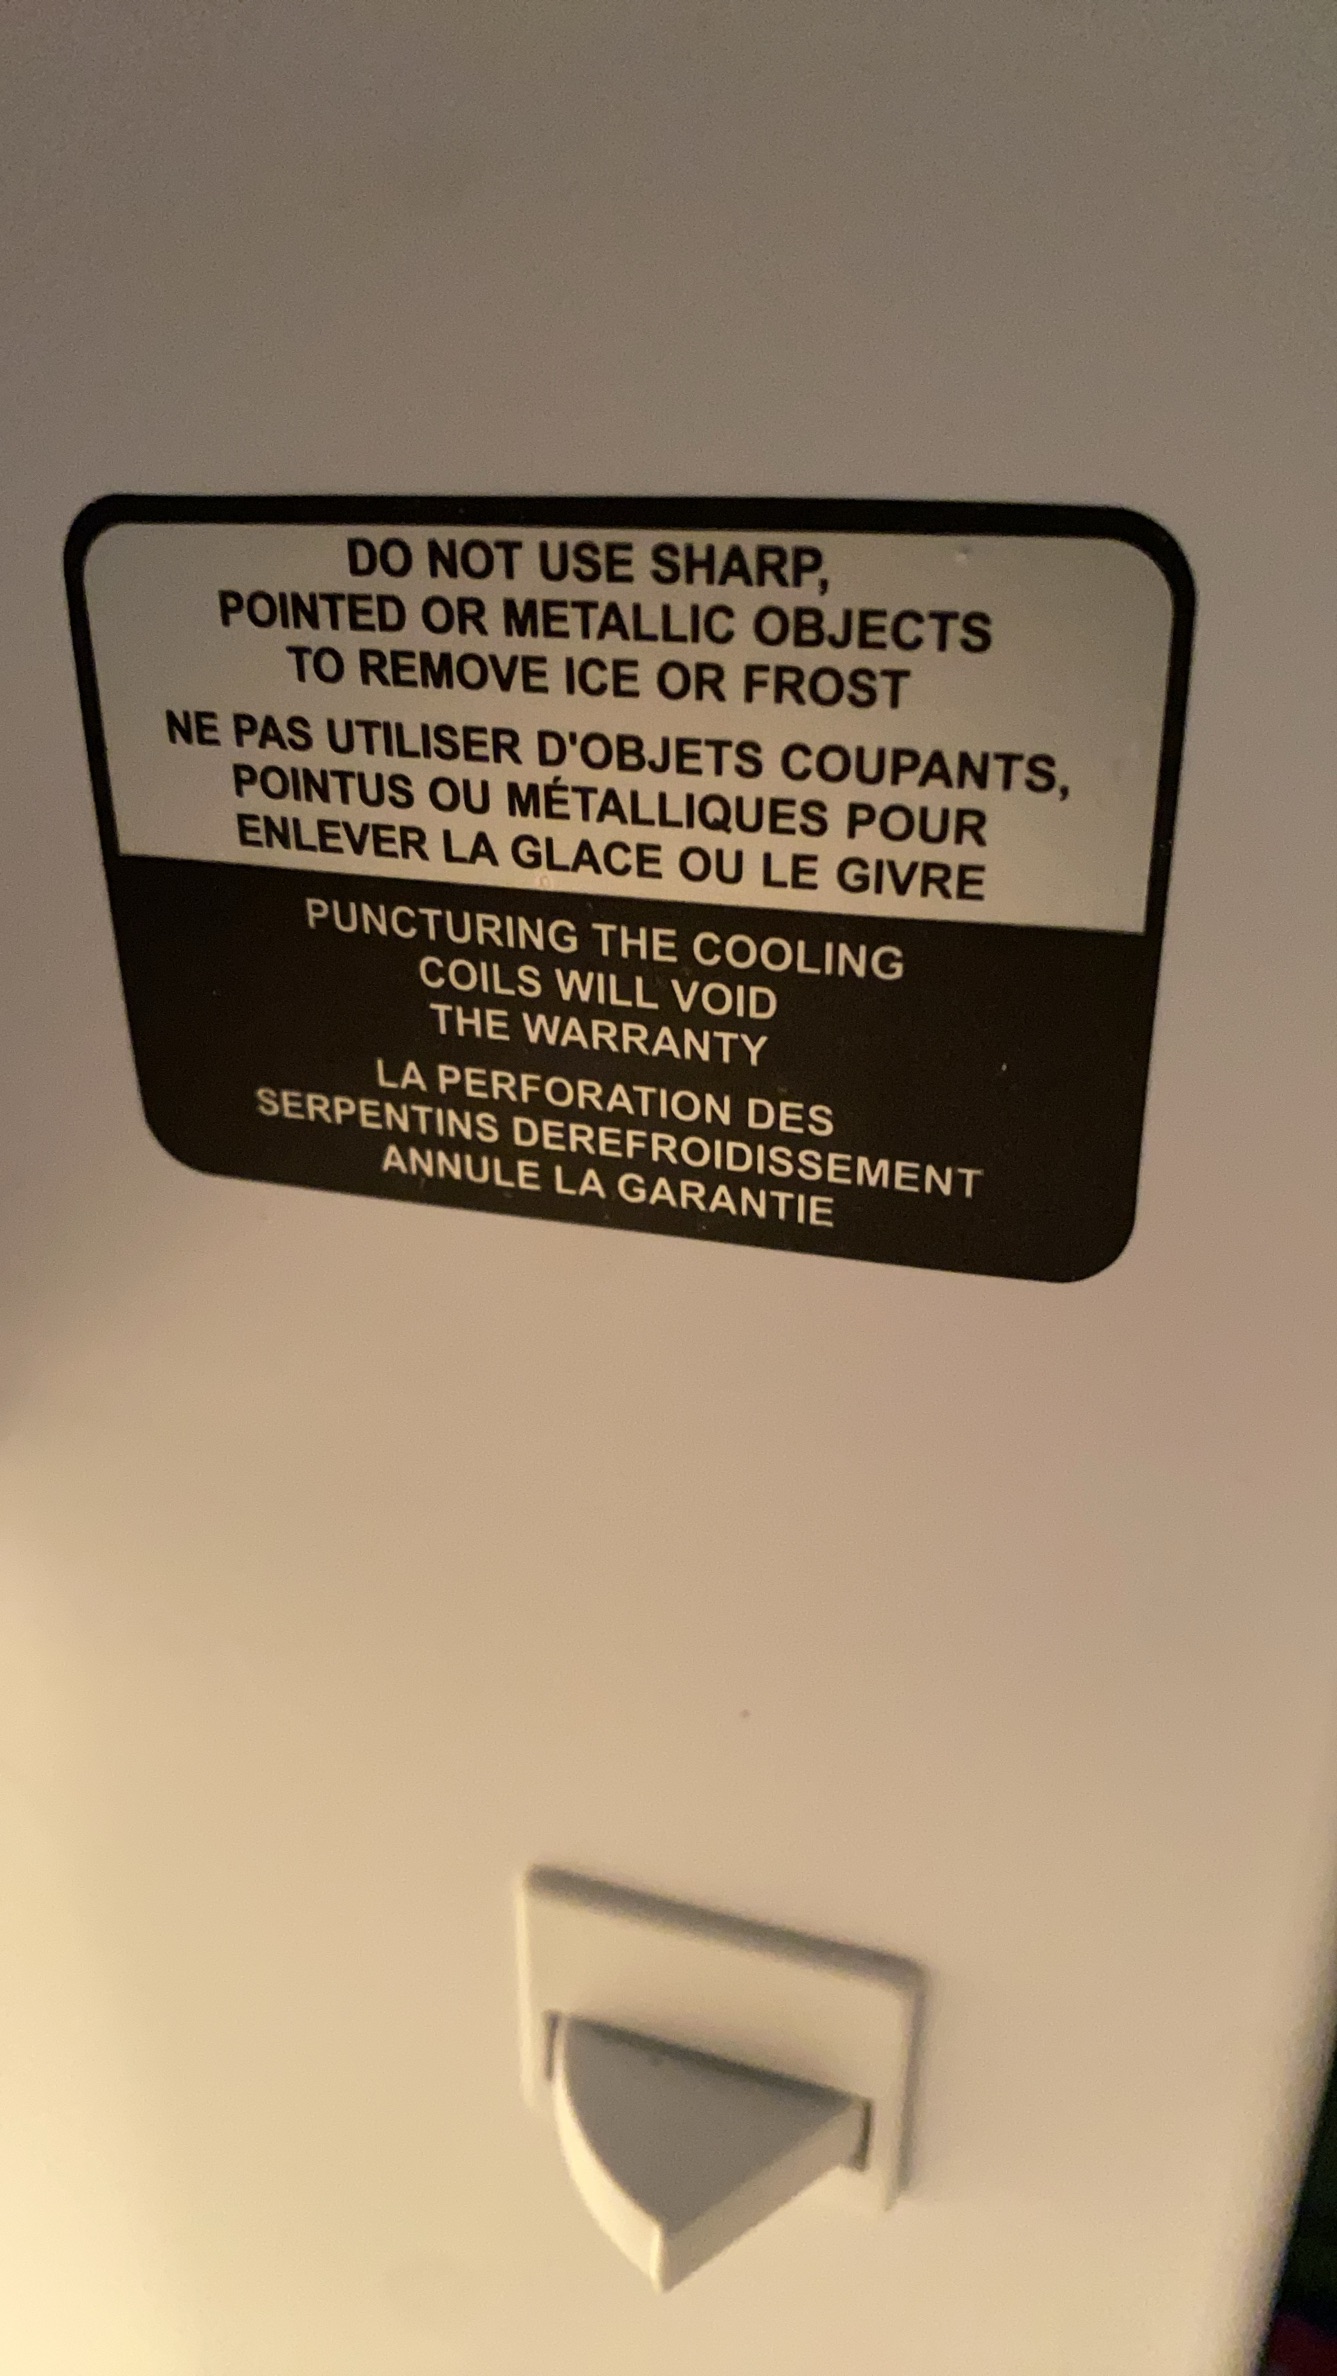 DO NOT USE SHARP,
POINTED OR METALLIC OBJECTS
TO REMOVE ICE OR FROST
NE PAS UTILISER D'OBJETS COUPANTS,
POINTUS OU MÉTALLIQUES POUR
ENLEVER LA GLACE OU LE GIVRE
PUNCTURING THE COOLING
COILS WILL VOID
THE WARRANTY
LA PERFORATION DES
SERPENTINS DEREFROIDISSEMENT
ANNULE LA GARANTIE